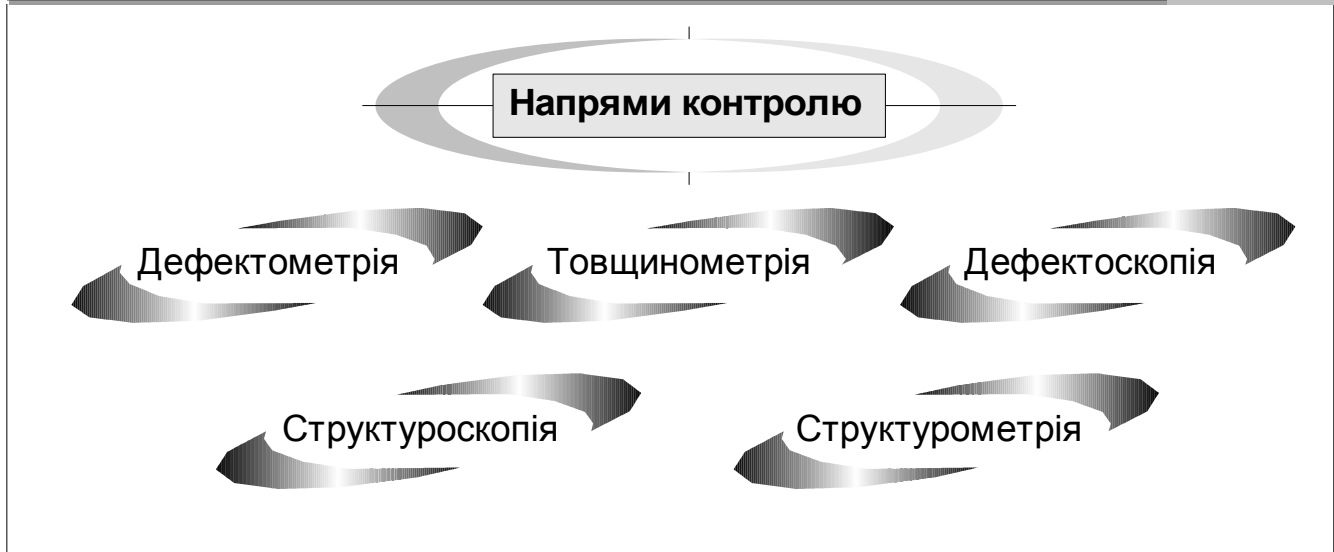 Напрями контролю
Дефектометрія
Товщинометрія
Дефектоскопія
Структуроскопія
Структурометрія